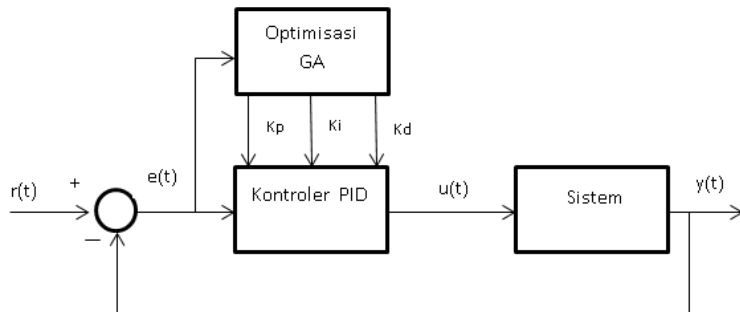 Optimisasi
GA
Kp
Ki
Kd
r(t)
+
e(t)
Kontroler PID
u(t)
Sistem
y(t)
−